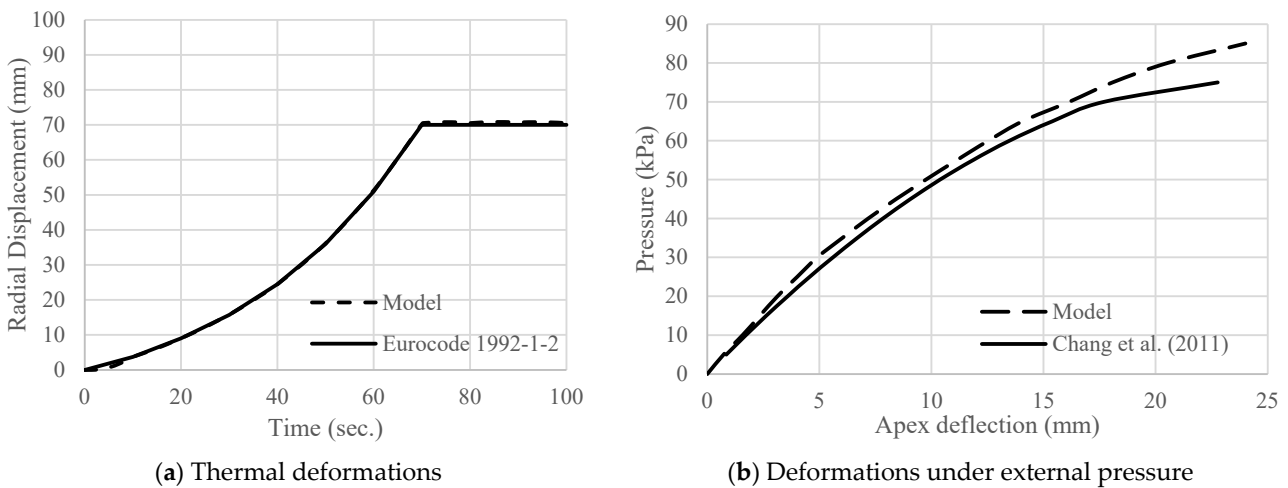 100
90
80
70
60
50
40
30
20
10
0
Radial Displacement (mm)
0 20 40 60 80 100
Time (sec.)
Model
Eurocode 1992-1-2
(a) Thermal deformations
90
80
70
60
50
40
30
20
10
0
Pressure (kPa)
0 5 10 15 20 25
Apex deflection (mm)
Model
Chang et al. (2011)
(b) Deformations under external pressure